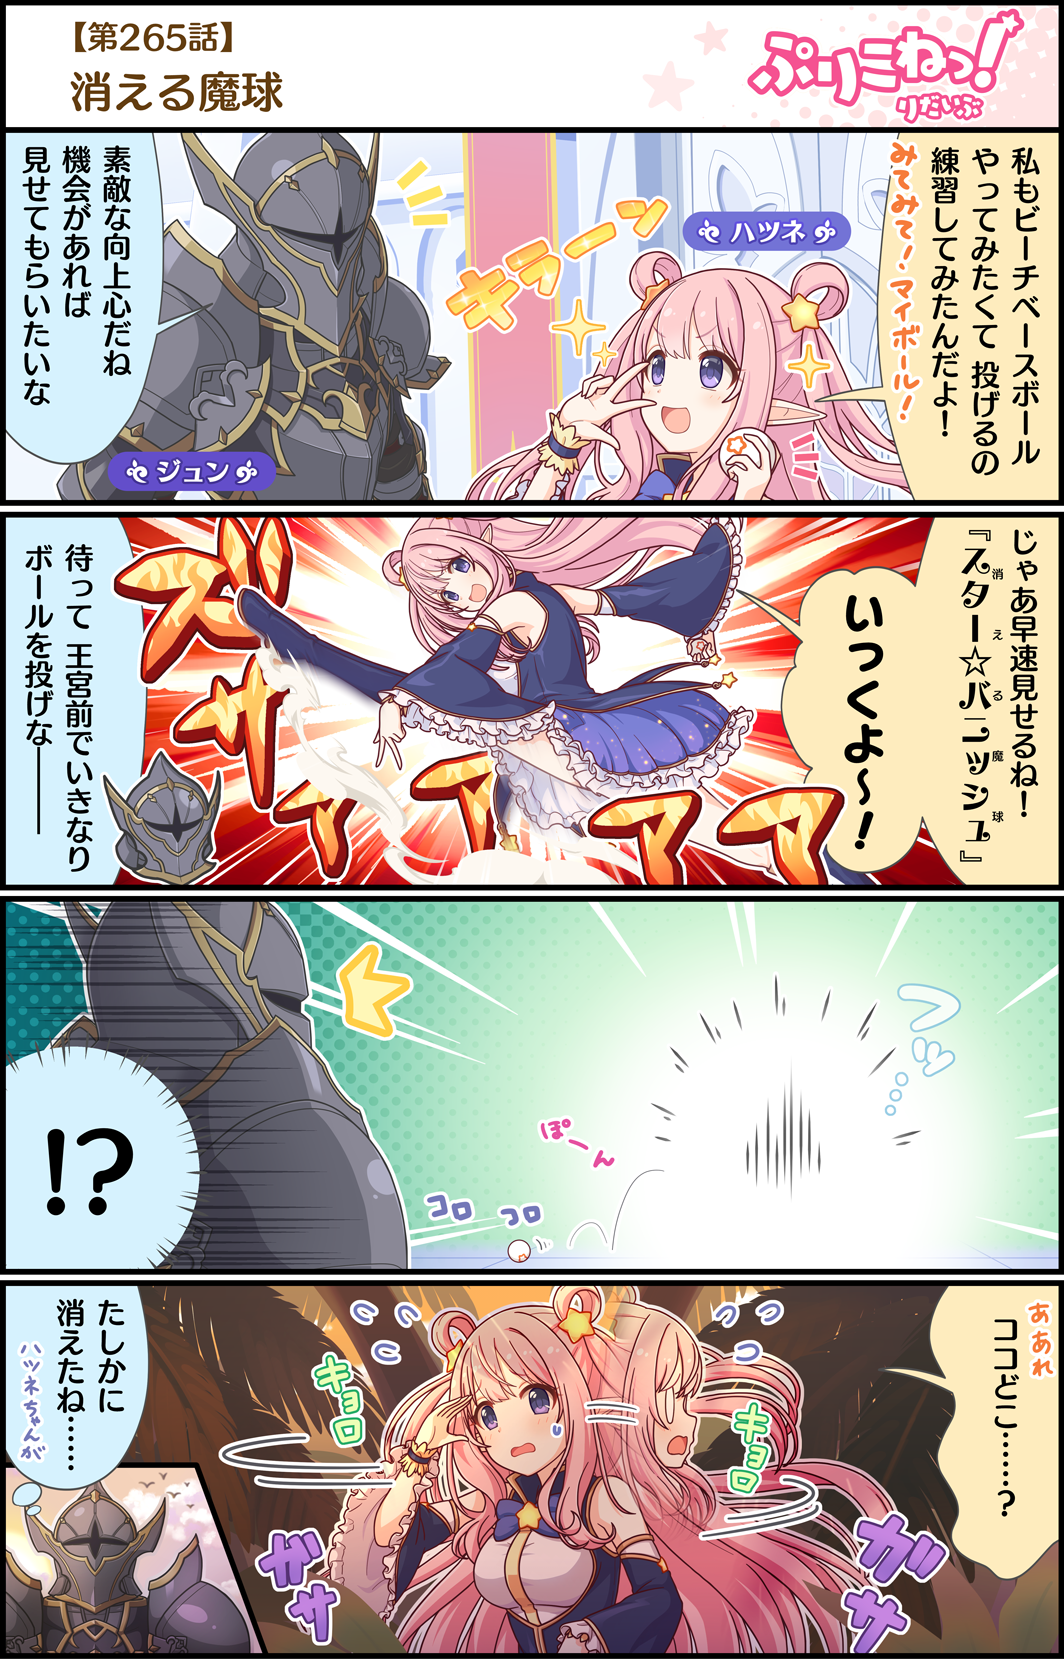 【第265話】
消える魔球
ぷりこねっ!
りだいぶ
私もビーチベースボール
やってみたくて 投げるの
練習してみたんだよ!
みてみて! マイボール!
ハツネ
キラーン
素敵な向上心だね
機会があれば
見せてもらいたいな
ジュン
じゃあ早速見せるね!
『スター☆バニッシュ』
消える魔球
いっくよ～!
ズザァァァァ
待って 王宮前でいきなり
ボールを投げな――
フッ
!?
ぽーん
コロ
コロ
ああれ
ココどこ……?
キョロ
キョロ
ガサ
ガサ
たしかに
消えたね……
ハツネちゃんが